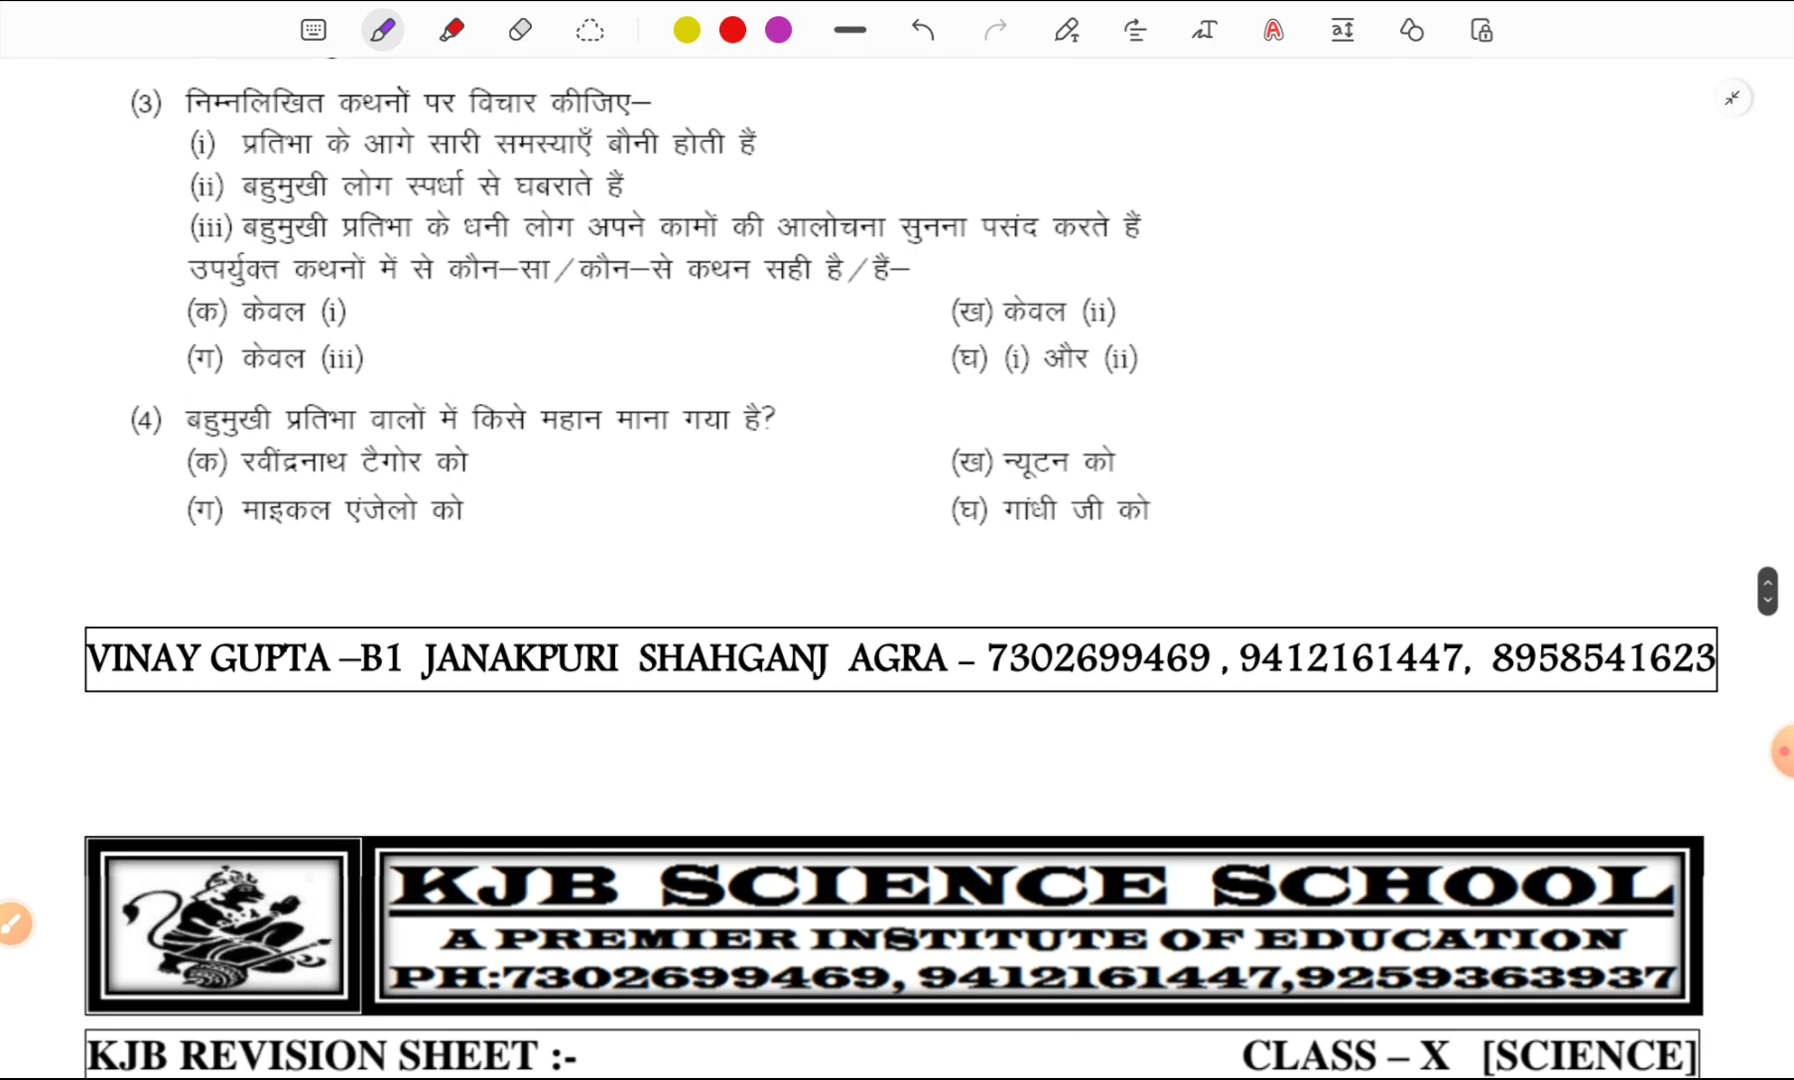 (3) निम्नलिखित कथनों पर विचार कीजिए–
(i) प्रतिभा के आगे सारी समस्याएँ बौनी होती हैं
(ii) बहुमुखी लोग स्पर्धा से घबराते हैं
(iii) बहुमुखी प्रतिभा के धनी लोग अपने कामों की आलोचना सुनना पसंद करते हैं
उपर्युक्त कथनों में से कौन–सा/कौन–से कथन सही है/हैं–
(क) केवल (i) (ख) केवल (ii)
(ग) केवल (iii) (घ) (i) और (ii)
(4) बहुमुखी प्रतिभा वालों में किसे महान माना गया है?
(क) रवींद्रनाथ टैगोर को (ख) न्यूटन को
(ग) माइकल एंजेलो को (घ) गांधी जी को
VINAY GUPTA –B1 JANAKPURI SHAHGANJ AGRA – 7302699469 , 9412161447, 8958541623
KJB SCIENCE SCHOOL
A PREMIER INSTITUTE OF EDUCATION
PH:7302699469, 9412161447,9259363937
KJB REVISION SHEET :- CLASS – X [SCIENCE]